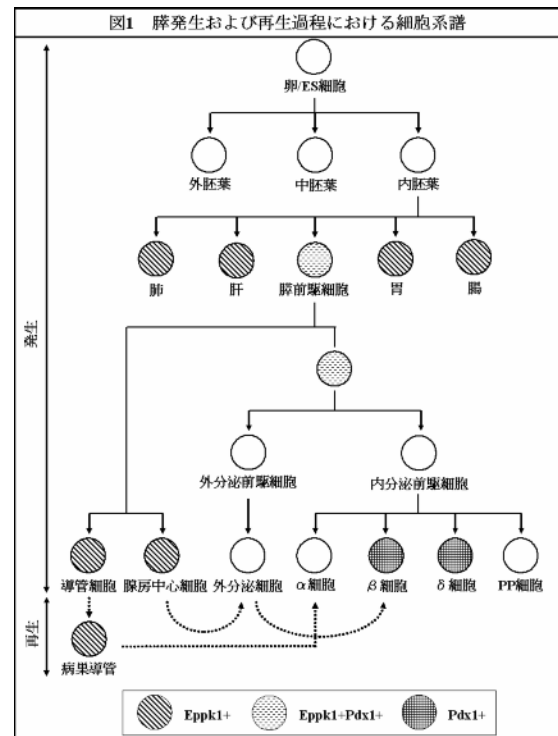 図1 膵発生および再生過程における細胞系譜
卵/ES細胞
外胚葉 中胚葉 内胚葉
肺 肝 膵前駆細胞 胃 腸
発生
外分泌前駆細胞 内分泌前駆細胞
導管細胞 腺房中心細胞 外分泌細胞 α細胞 β細胞 δ細胞 PP細胞
再生
病巣導管
Eppk1+ Eppk1+Pdx1+ Pdx1+